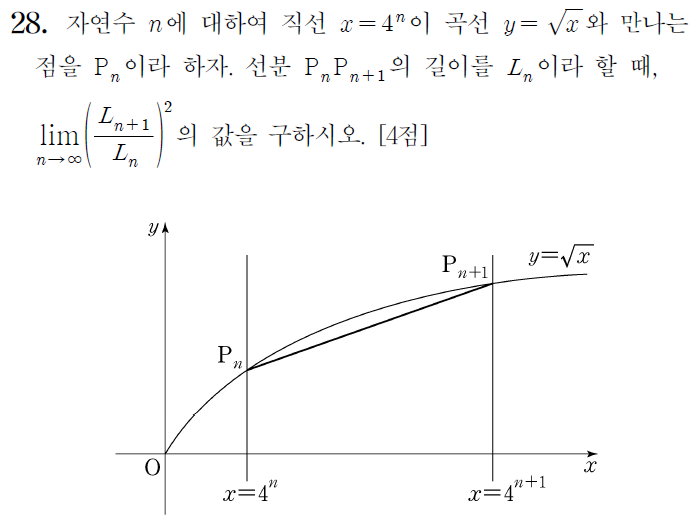 28. 자연수 n에 대하여 직선 x=4ⁿ이 곡선 y=√x와 만나는
점을 Pₙ이라 하자. 선분 PₙPₙ₊₁의 길이를 Lₙ이라 할 때,
lim_{n→∞}(Lₙ₊₁/Lₙ)²의 값을 구하시오. [4점]
y
Pₙ₊₁
y=√x
Pₙ
O
x
x=4ⁿ
x=4ⁿ⁺¹